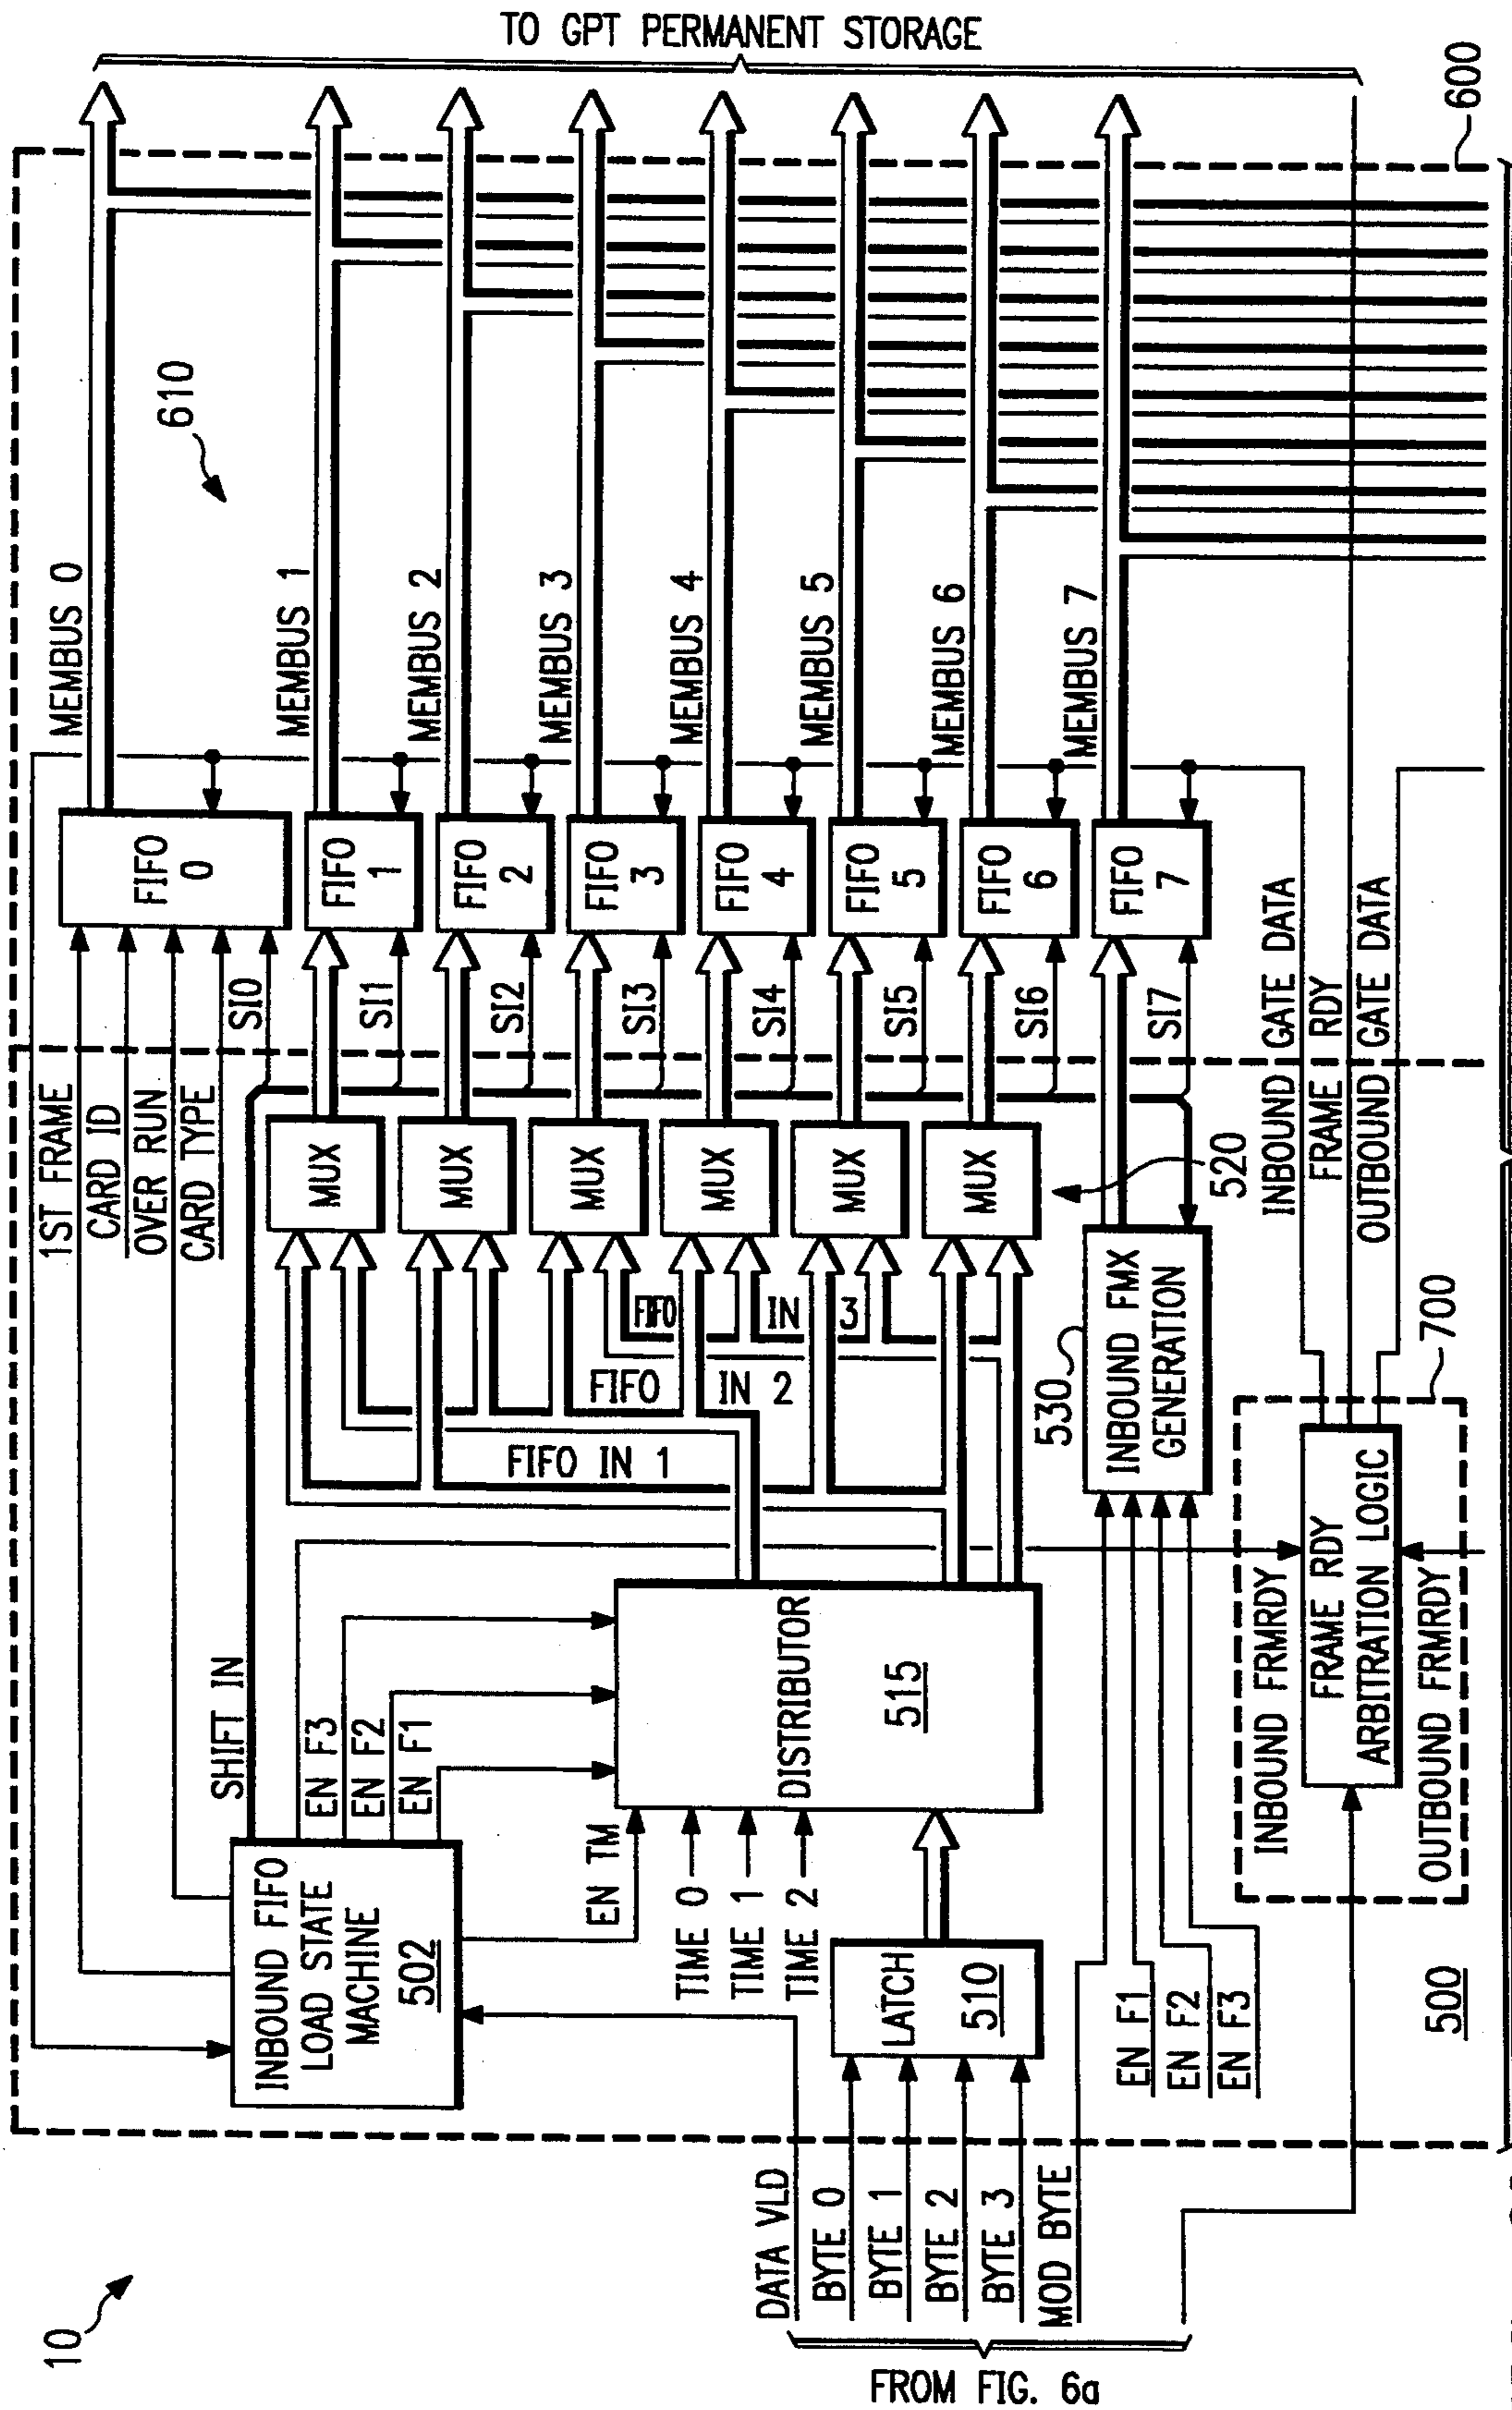 10
TO GPT PERMANENT STORAGE
600
610
MEMBUS 0
MEMBUS 1
MEMBUS 2
MEMBUS 3
MEMBUS 4
MEMBUS 5
MEMBUS 6
MEMBUS 7
FIFO
0
FIFO
1
FIFO
2
FIFO
3
FIFO
4
FIFO
5
FIFO
6
FIFO
7
1ST FRAME
CARD ID
OVER RUN
CARD TYPE
SI0
SI1
SI2
SI3
SI4
SI5
SI6
SI7
MUX
MUX
MUX
MUX
MUX
MUX
520
FIFO IN 3
FIFO IN 2
FIFO IN 1
530
INBOUND FMX
GENERATION
INBOUND GATE DATA
FRAME RDY
OUTBOUND GATE DATA
700
INBOUND FRMRDY
FRAME RDY
ARBITRATION LOGIC
OUTBOUND FRMRDY
SHIFT IN
EN F3
EN F2
EN F1
INBOUND FIFO
LOAD STATE
MACHINE
502
DISTRIBUTOR
515
EN TM
TIME 0
TIME 1
TIME 2
LATCH
510
EN F1
EN F2
EN F3
500
DATA VLD
BYTE 0
BYTE 1
BYTE 2
BYTE 3
MOD BYTE
FROM FIG. 6a